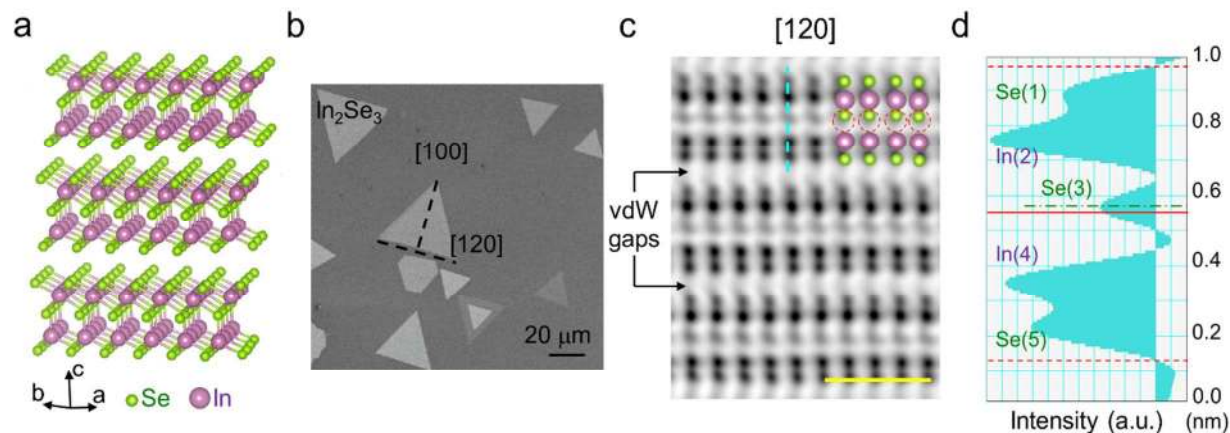 a
b
c
d
[120]
In₂Se₃
[100]
[120]
20 μm
c
b
a
Se
In
vdW
gaps
1.0
Se(1)
0.8
In(2)
Se(3)
0.6
In(4)
0.4
Se(5)
0.2
0.0
Intensity (a.u.) (nm)